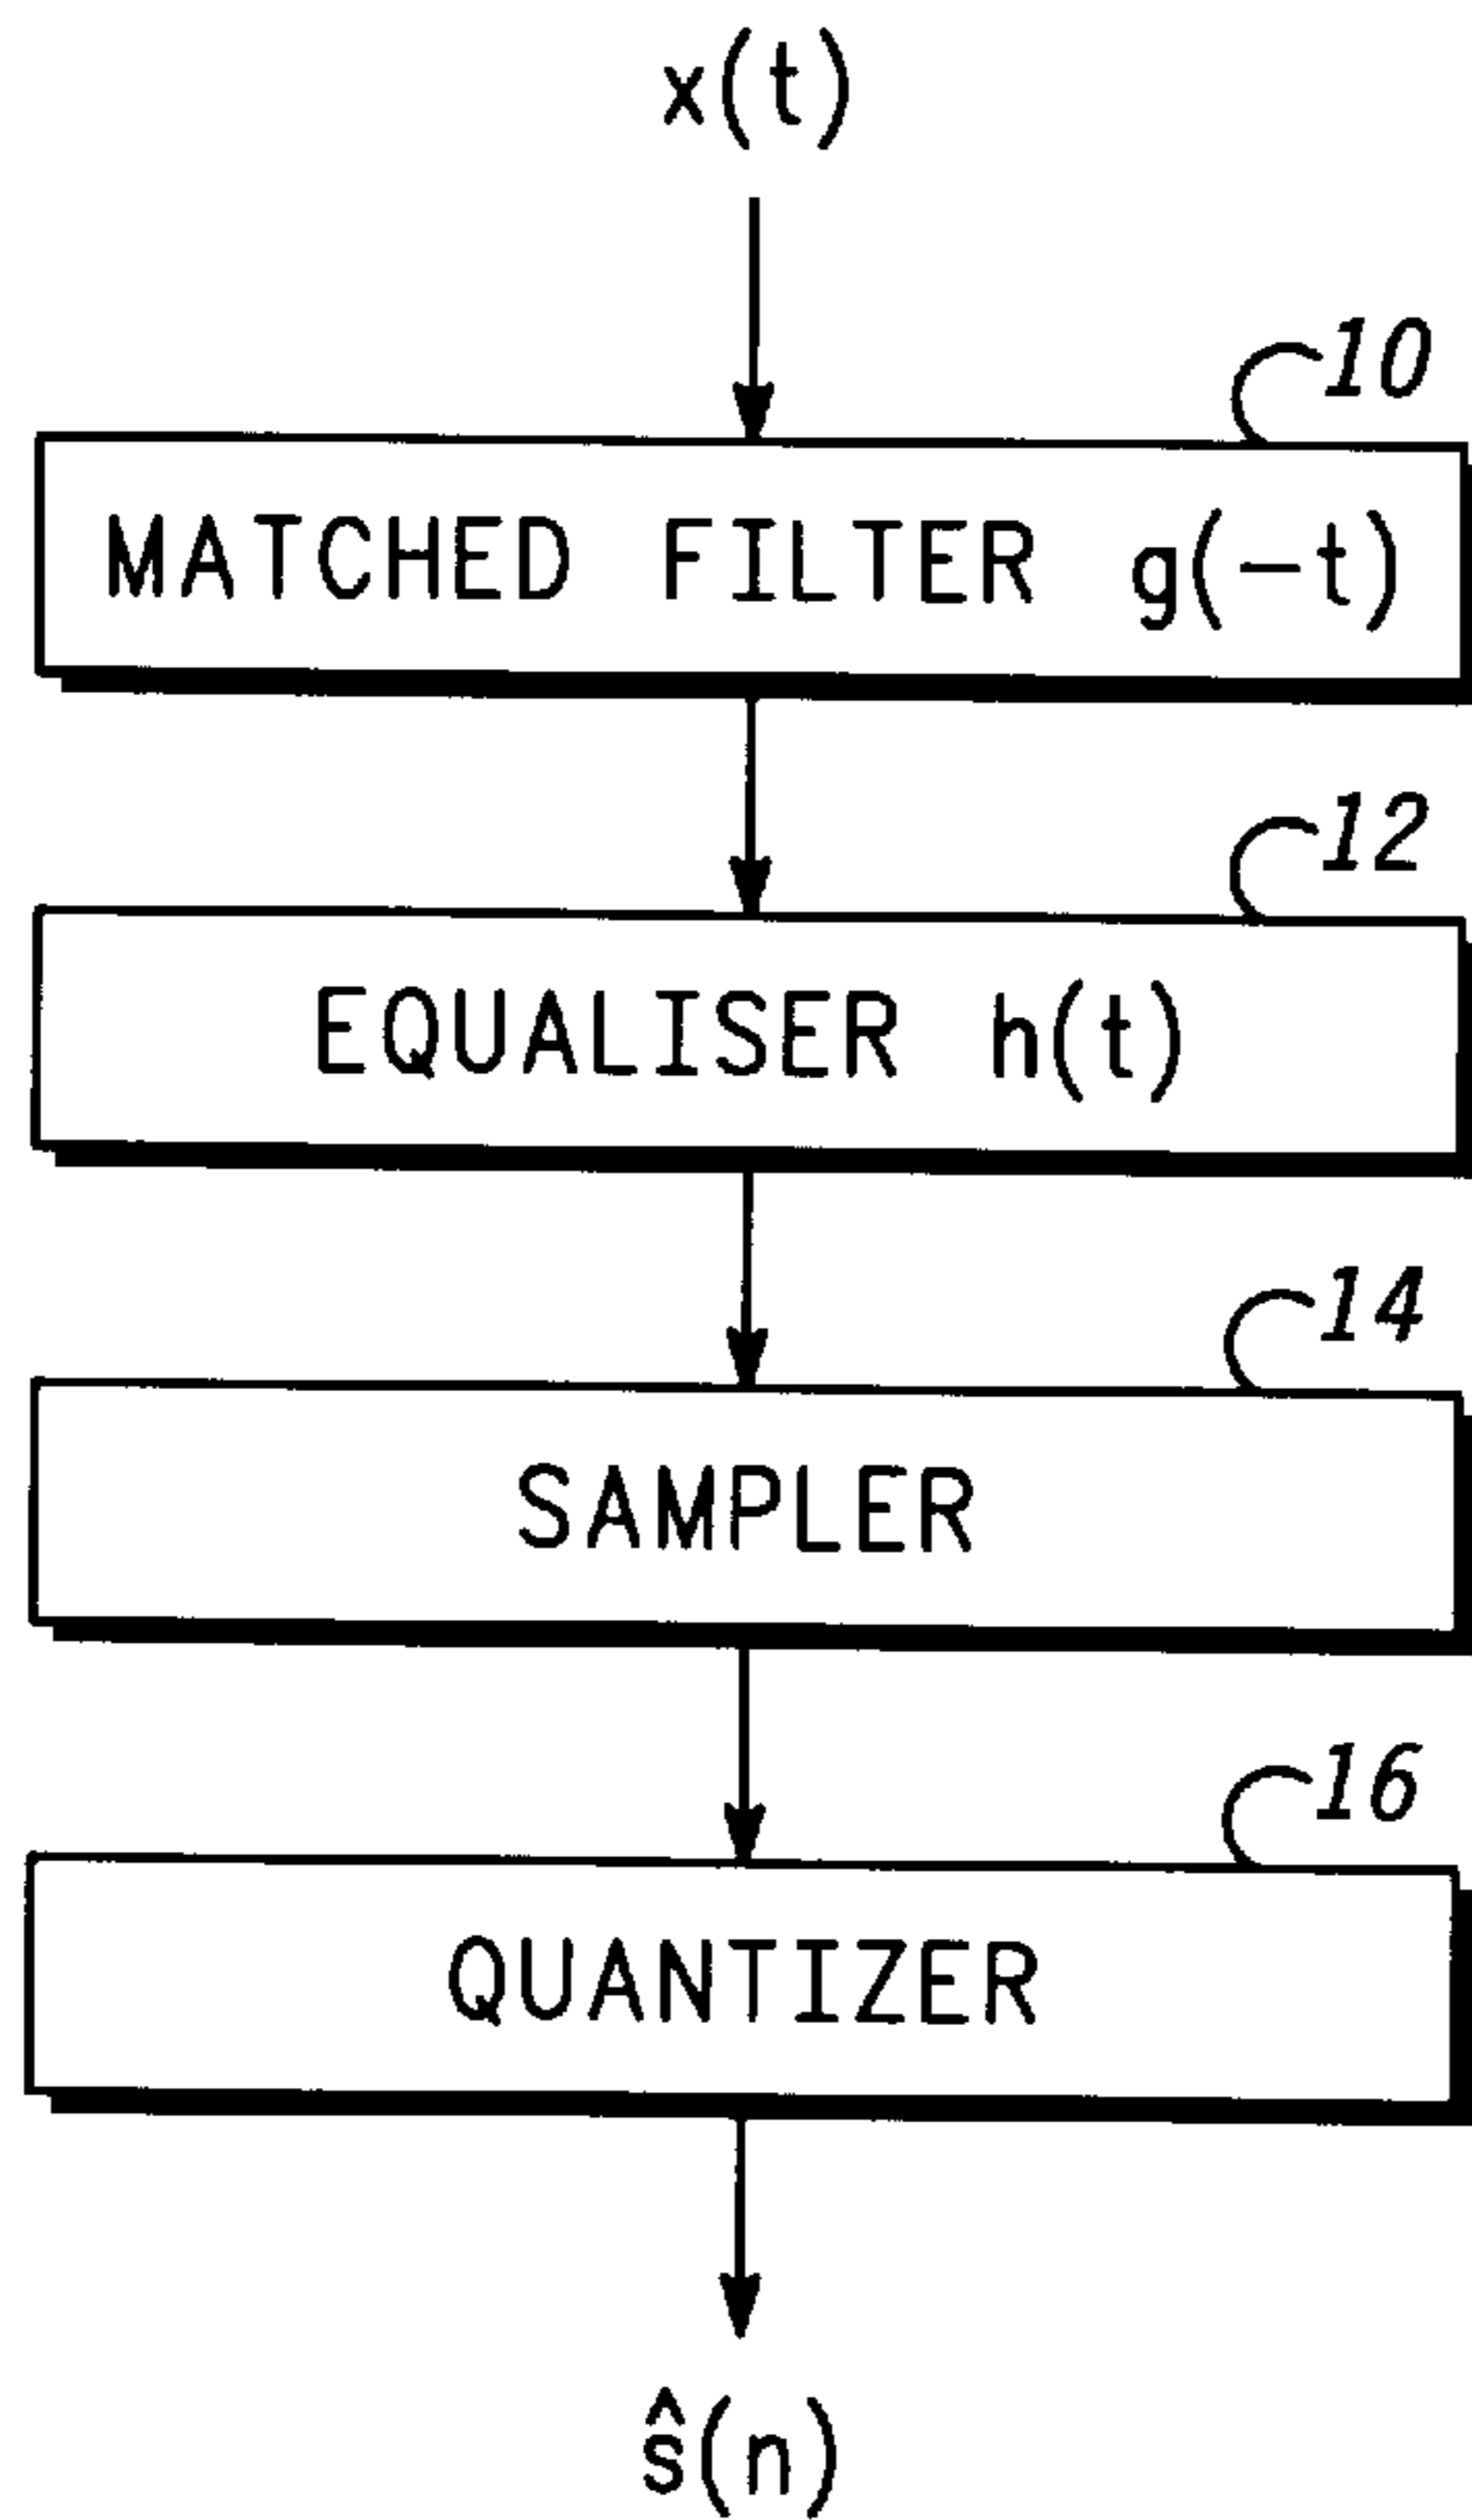 x(t)
10
MATCHED FILTER g(-t)
12
EQUALISER h(t)
14
SAMPLER
16
QUANTIZER
ŝ(n)